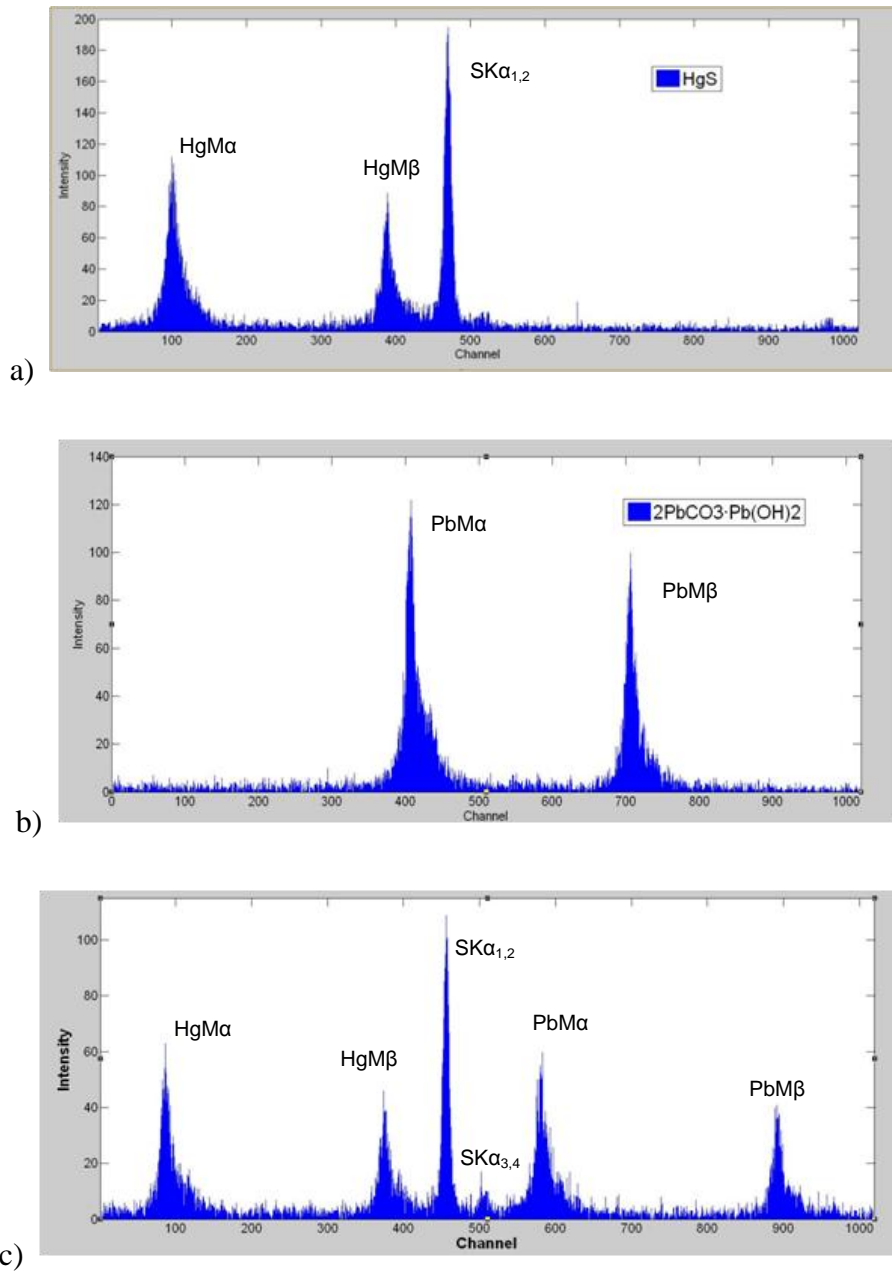 200
180
160
140
120
100
80
60
40
20
0
Intensity
HgMα
HgMβ
SKα1,2
HgS
100 200 300 400 500 600 700 800 900 1000
Channel
a)
140
120
100
80
60
40
20
0
Intensity
PbMα
2PbCO3·Pb(OH)2
PbMβ
0 100 200 300 400 500 600 700 800 900 1000
Channel
b)
100
80
60
40
20
0
Intensity
SKα1,2
HgMα
PbMα
HgMβ
PbMβ
SKα3,4
100 200 300 400 500 600 700 800 900 1000
Channel
c)